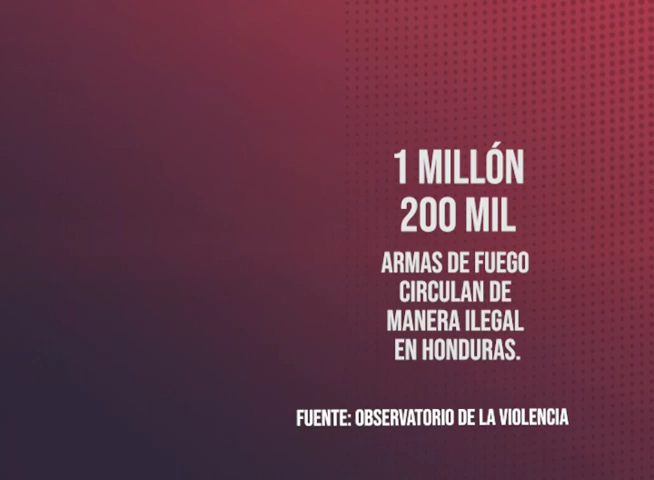 1 MILLÓN
200 MIL
ARMAS DE FUEGO
CIRCULAN DE
MANERA ILEGAL
EN HONDURAS.
FUENTE: OBSERVATORIO DE LA VIOLENCIA